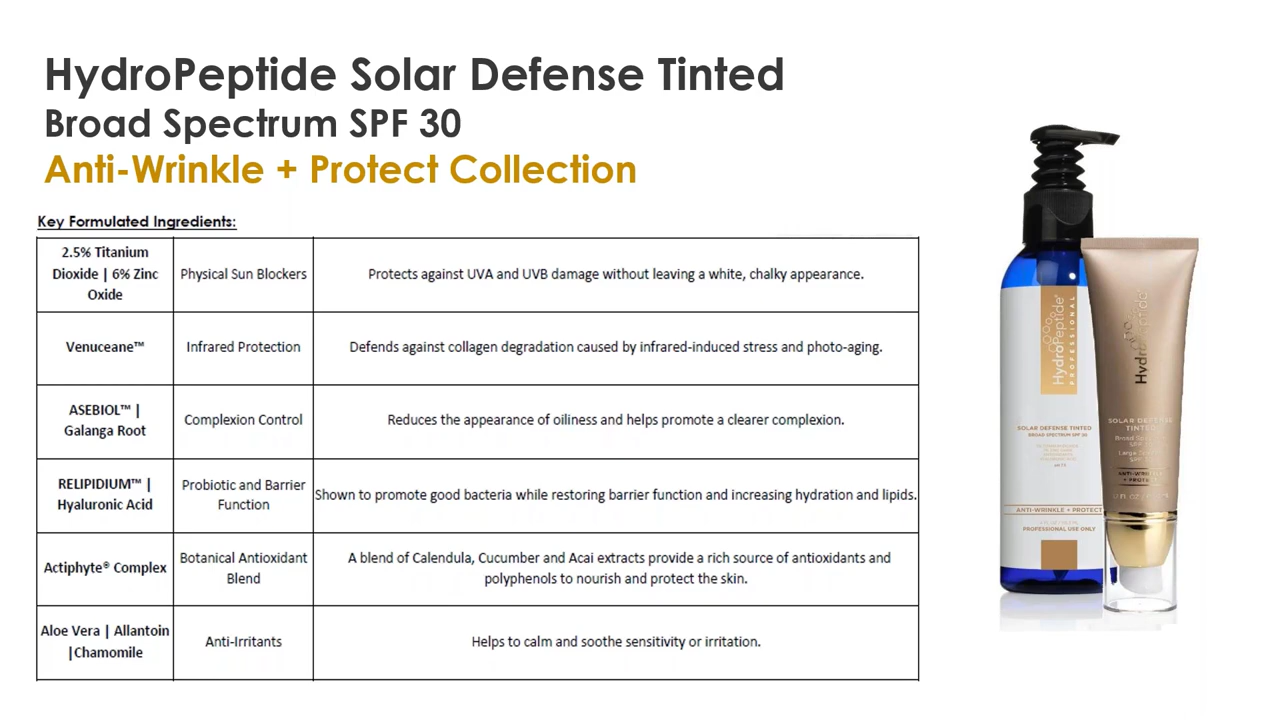 HydroPeptide Solar Defense Tinted
Broad Spectrum SPF 30
Anti-Wrinkle + Protect Collection
Key Formulated Ingredients:
2.5% Titanium
Dioxide | 6% Zinc
Oxide
Physical Sun Blockers
Protects against UVA and UVB damage without leaving a white, chalky appearance.
Venuceane™
Infrared Protection
Defends against collagen degradation caused by infrared-induced stress and photo-aging.
ASEBIOL™ |
Galanga Root
Complexion Control
Reduces the appearance of oiliness and helps promote a clearer complexion.
RELIPIDIUM™ |
Hyaluronic Acid
Probiotic and Barrier
Function
Shown to promote good bacteria while restoring barrier function and increasing hydration and lipids.
Actiphyte® Complex
Botanical Antioxidant
Blend
A blend of Calendula, Cucumber and Acai extracts provide a rich source of antioxidants and
polyphenols to nourish and protect the skin.
Aloe Vera | Allantoin
|Chamomile
Anti-Irritants
Helps to calm and soothe sensitivity or irritation.
HydroPeptide®
PROFESSIONAL
SOLAR DEFENSE TINTED
BROAD SPECTRUM SPF 30
ANTI-WRINKLE + PROTECT
PROFESSIONAL USE ONLY
HydroPeptide
SOLAR DEFENSE
TINTED